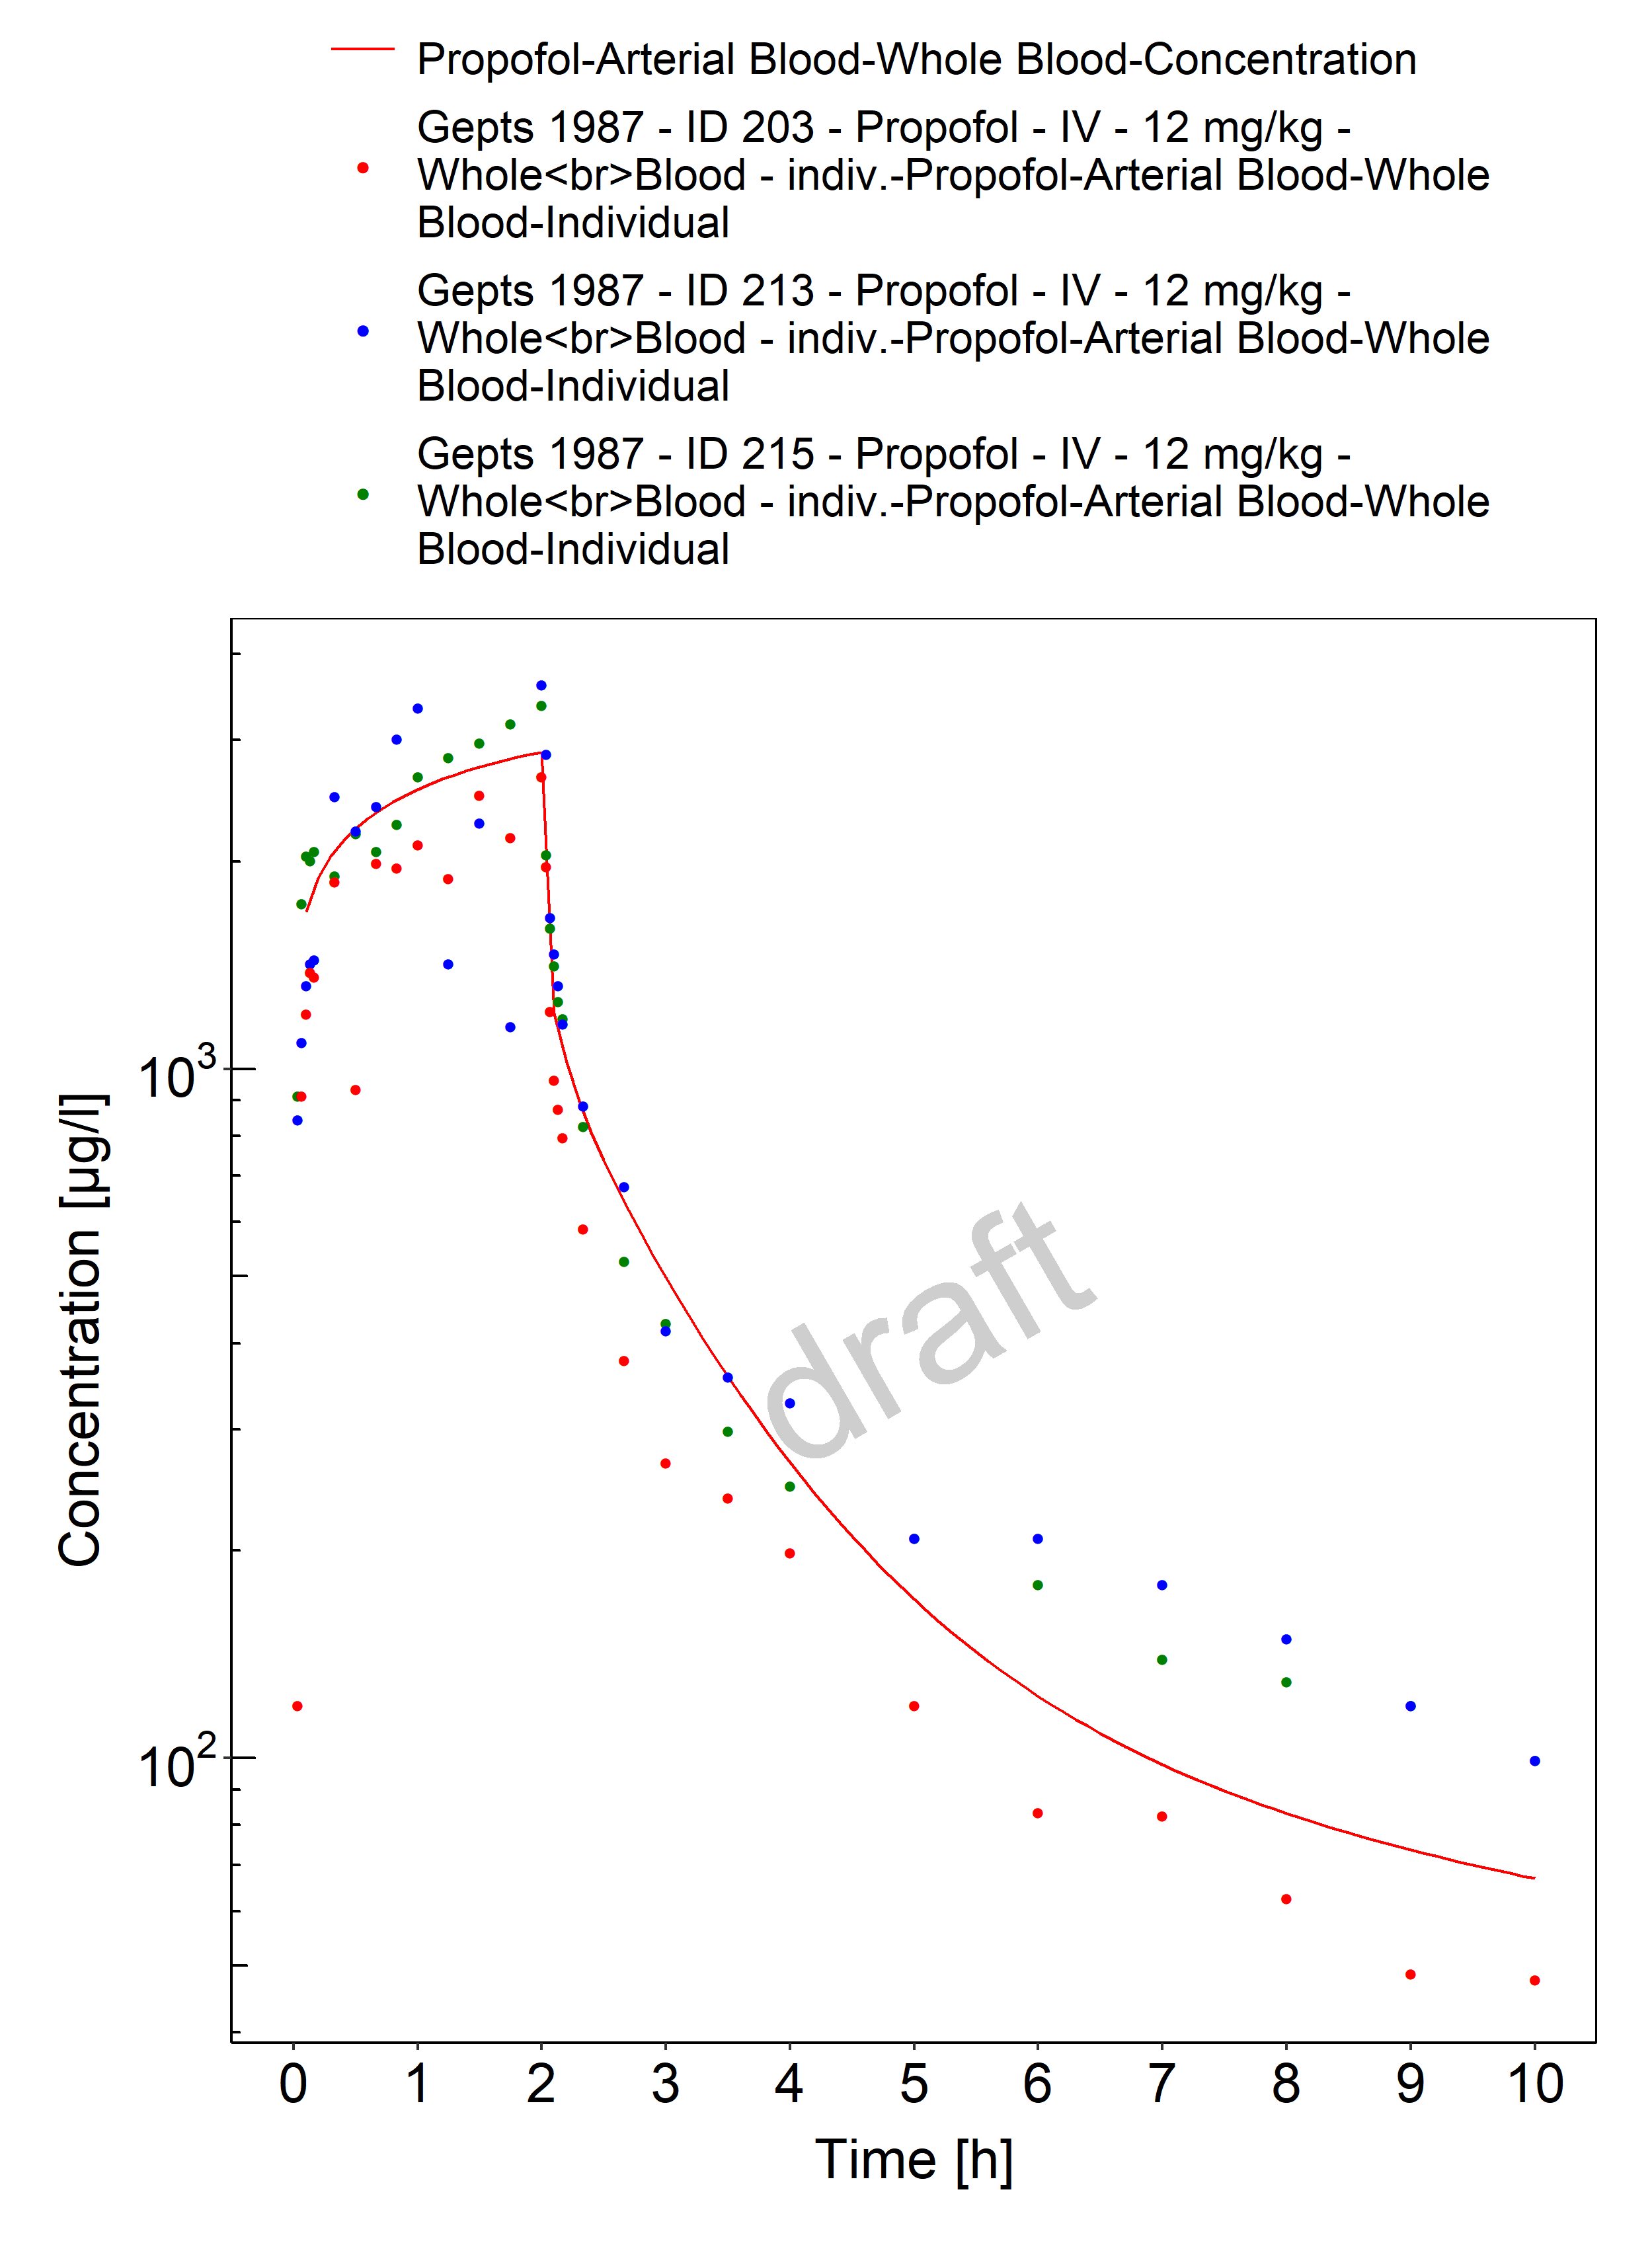 Propofol-Arterial Blood-Whole Blood-Concentration
Gepts 1987 - ID 203 - Propofol - IV - 12 mg/kg -
Whole<br>Blood - indiv.-Propofol-Arterial Blood-Whole
Blood-Individual
Gepts 1987 - ID 213 - Propofol - IV - 12 mg/kg -
Whole<br>Blood - indiv.-Propofol-Arterial Blood-Whole
Blood-Individual
Gepts 1987 - ID 215 - Propofol - IV - 12 mg/kg -
Whole<br>Blood - indiv.-Propofol-Arterial Blood-Whole
Blood-Individual
10³
10²
Concentration [µg/l]
draft
0 1 2 3 4 5 6 7 8 9 10
Time [h]